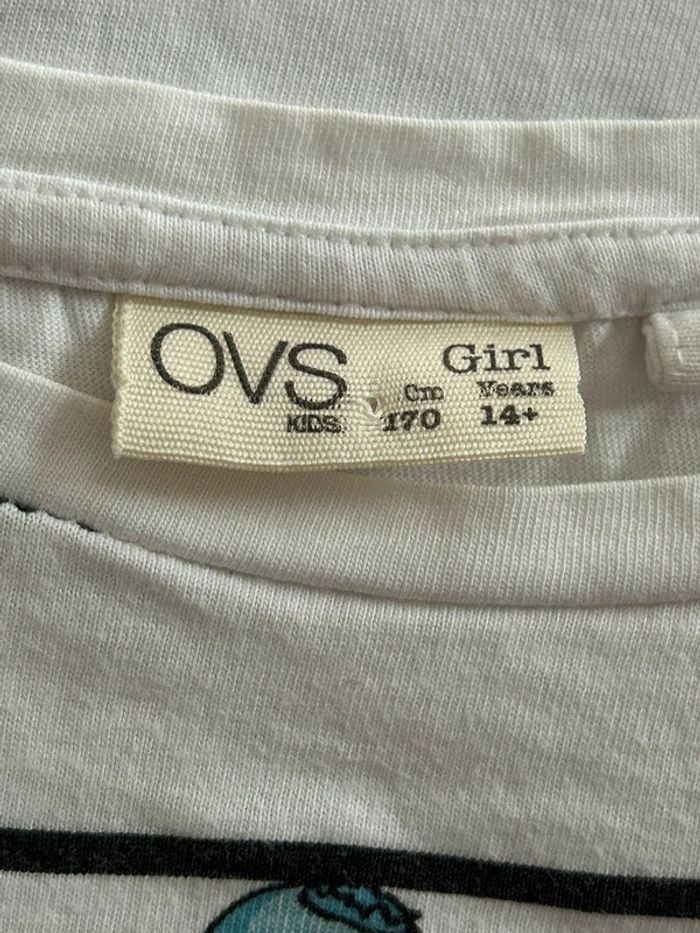 OVS
KIDS
Girl
Cm Years
170 14+